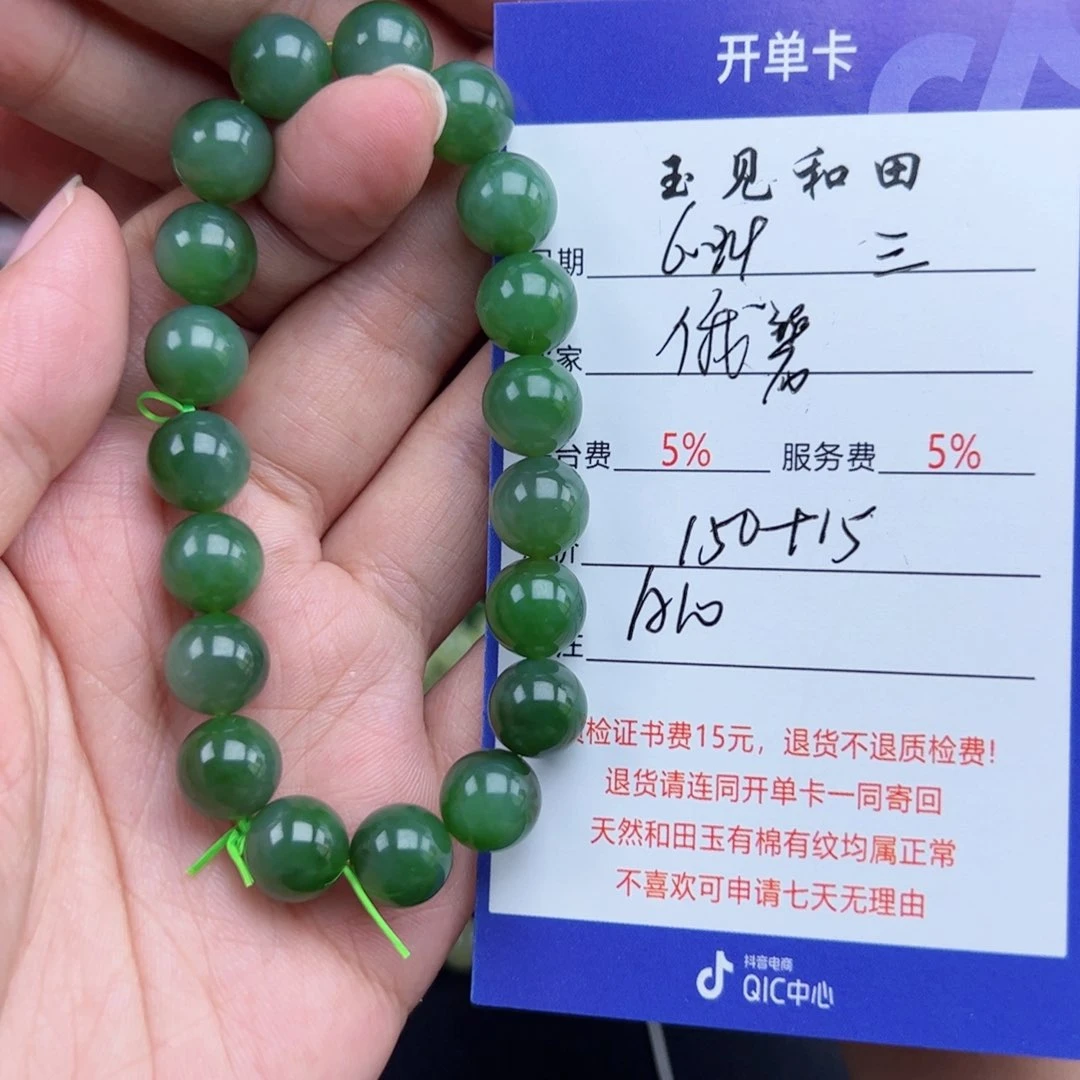 开单卡
玉见和田
期 三
家 俄碧
台费 5% 服务费 5%
价 150+15
注
检证书费15元，退货不退质检费!
退货请连同开单卡一同寄回
天然和田玉有棉有纹均属正常
不喜欢可申请七天无理由
抖音电商
QIC中心